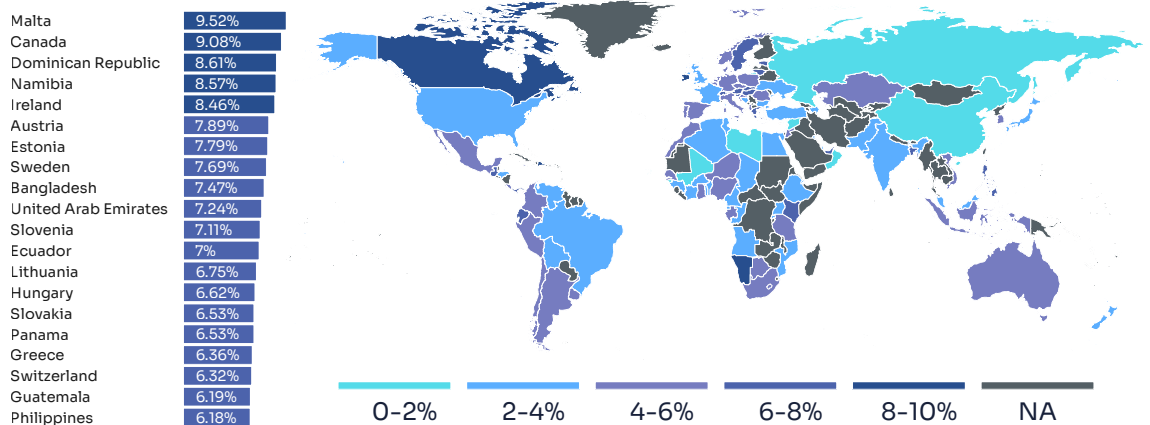 Malta 9.52%
Canada 9.08%
Dominican Republic 8.61%
Namibia 8.57%
Ireland 8.46%
Austria 7.89%
Estonia 7.79%
Sweden 7.69%
Bangladesh 7.47%
United Arab Emirates 7.24%
Slovenia 7.11%
Ecuador 7%
Lithuania 6.75%
Hungary 6.62%
Slovakia 6.53%
Panama 6.53%
Greece 6.36%
Switzerland 6.32%
Guatemala 6.19%
Philippines 6.18%
0-2% 2-4% 4-6% 6-8% 8-10% NA